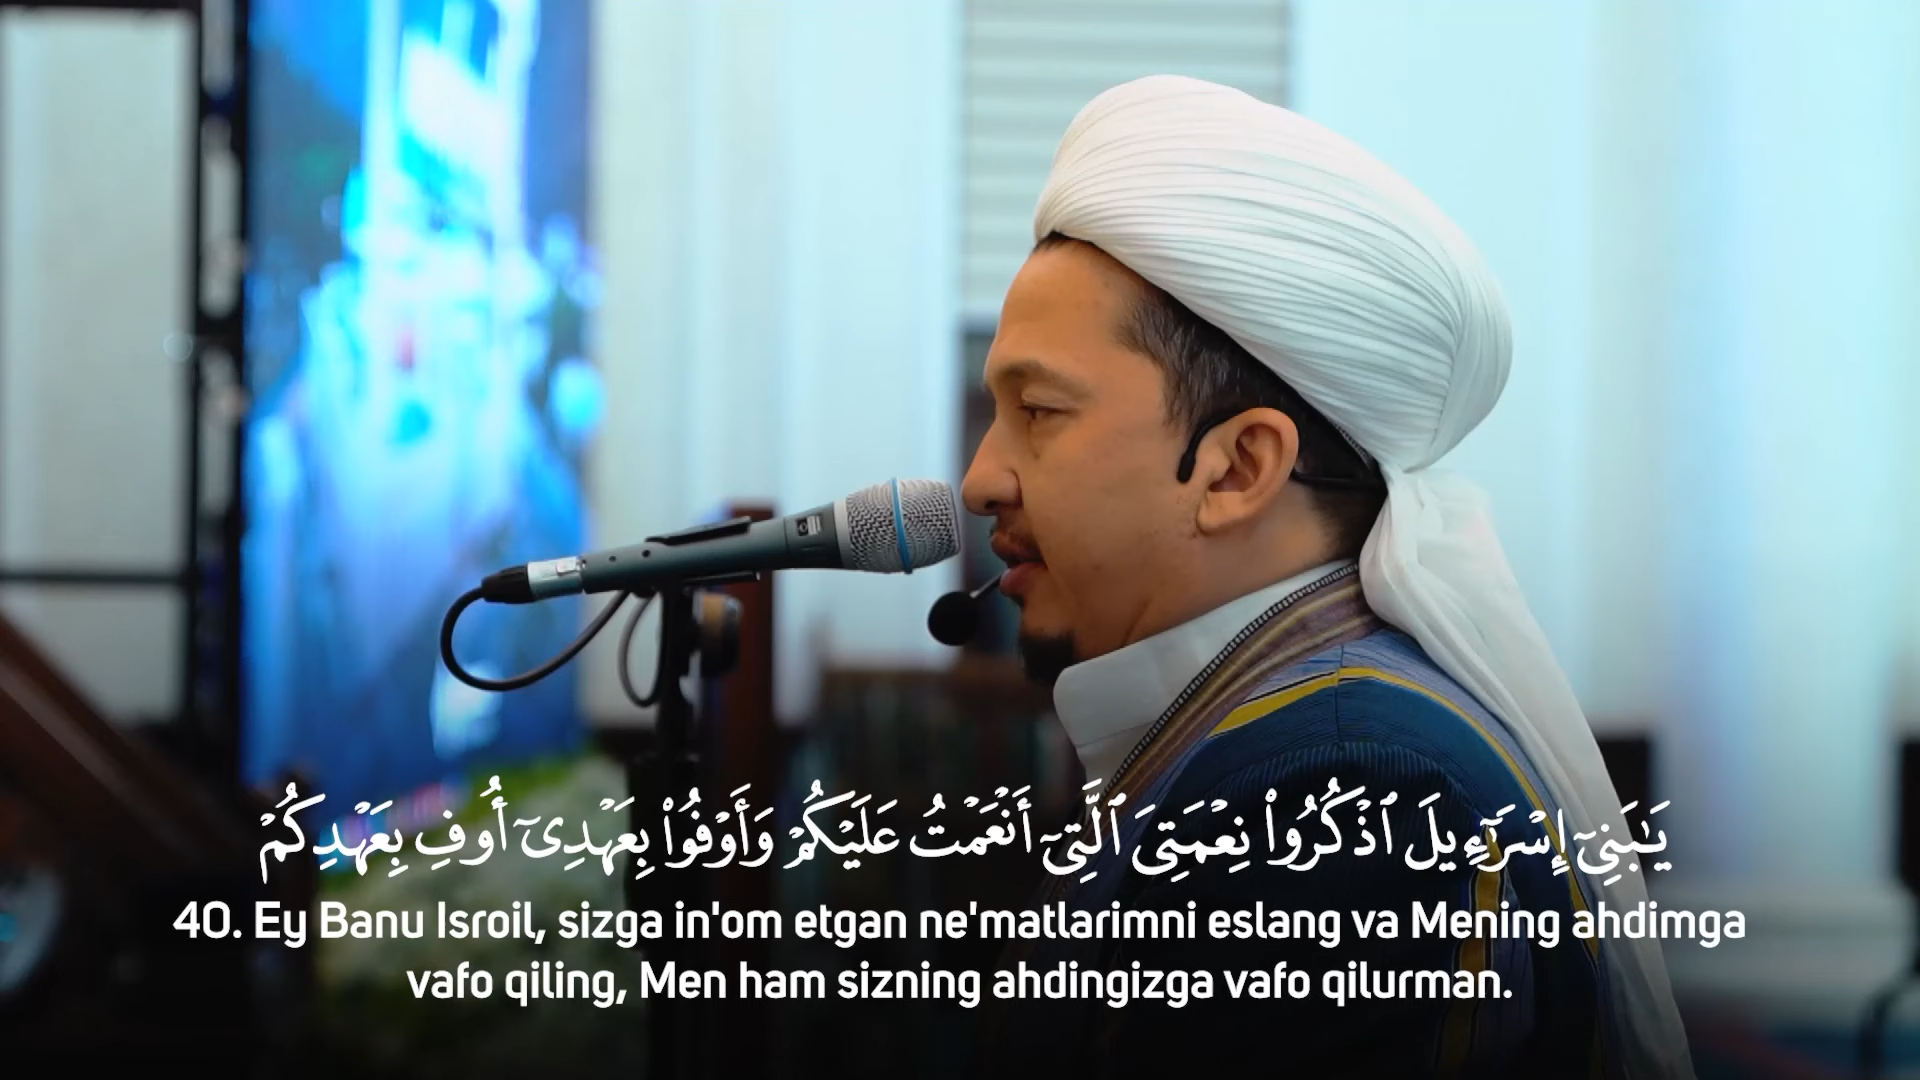 يَـٰبَنِىٓ إِسْرَٰٓءِيلَ ٱذْكُرُوا۟ نِعْمَتِىَ ٱلَّتِىٓ أَنْعَمْتُ عَلَيْكُمْ وَأَوْفُوا۟ بِعَهْدِىٓ أُوفِ بِعَهْدِكُمْ
40. Ey Banu Isroil, sizga in'om etgan ne'matlarimni eslang va Mening ahdimga
vafo qiling, Men ham sizning ahdingizga vafo qilurman.